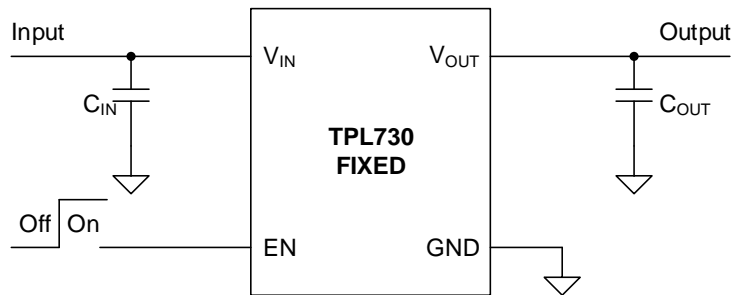 Input
Output
V_IN
V_OUT
C_IN
C_OUT
TPL730
FIXED
Off
On
EN
GND